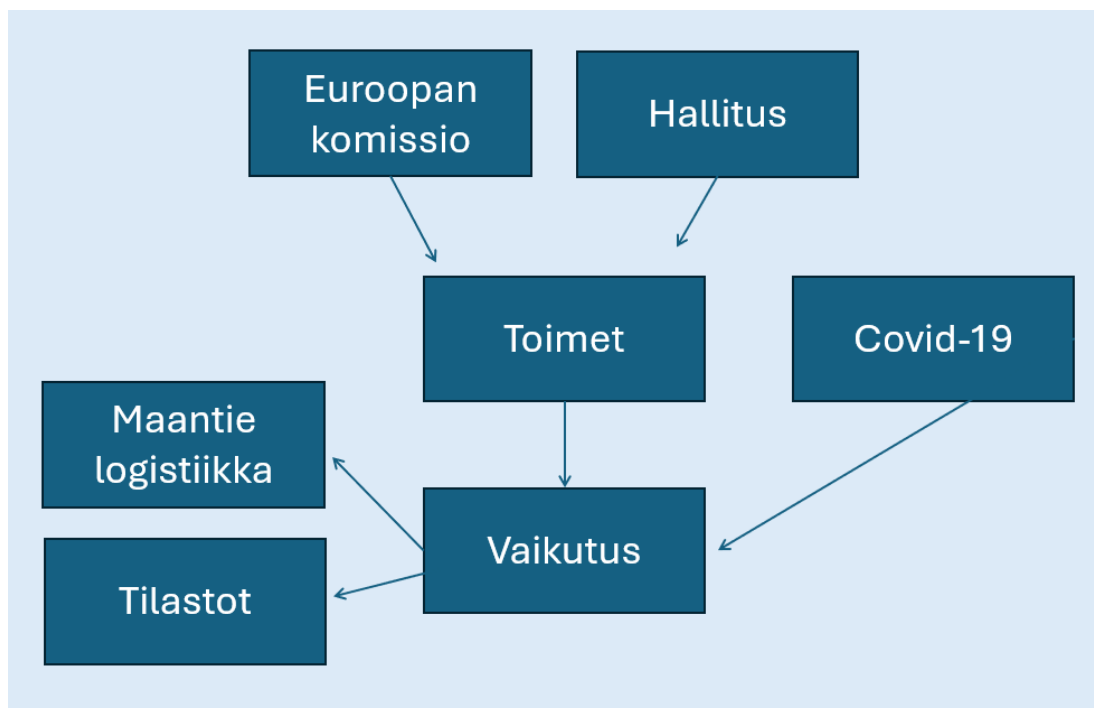 Euroopan
komissio
Hallitus
Toimet
Covid-19
Maantie
logistiikka
Vaikutus
Tilastot